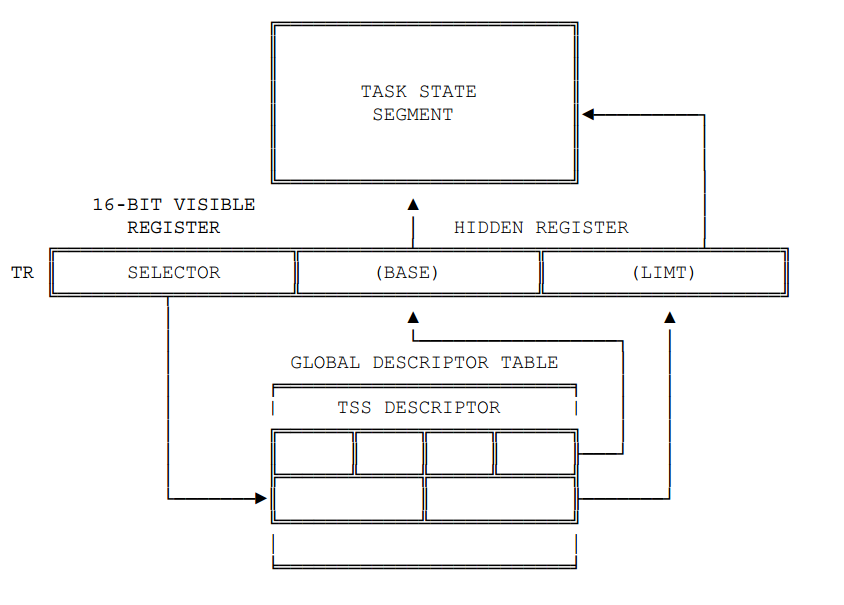 TASK STATE
SEGMENT
16-BIT VISIBLE
REGISTER
HIDDEN REGISTER
TR
SELECTOR
(BASE)
(LIMT)
GLOBAL DESCRIPTOR TABLE
TSS DESCRIPTOR